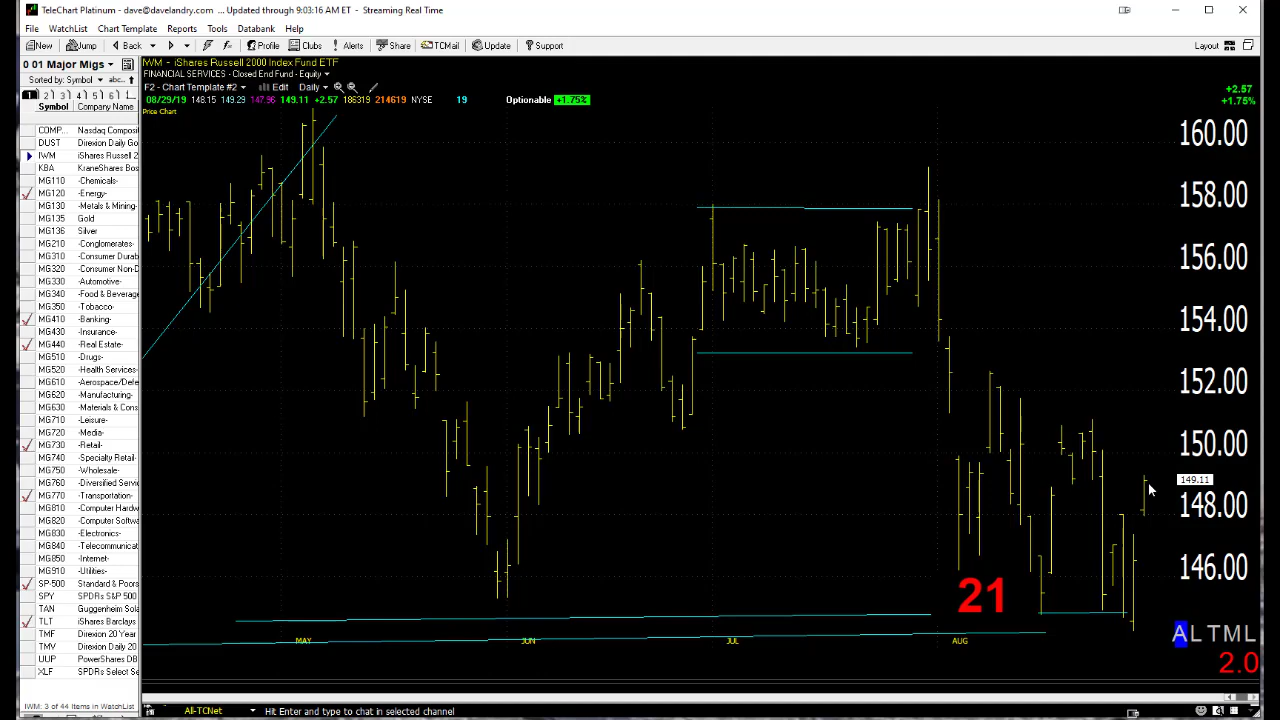 TeleChart Platinum - dave@davelandry.com ... Updated through 9:03:16 AM ET - Streaming Real Time
File WatchList Chart Template Reports Tools Databank Help
New Jump Back Profile Clubs Alerts Share TCMail Update Support Layout
0 01 Major Migs
Sorted by: Symbol abc..
1 2 3 4 5 6
Symbol Company Name
COMP... Nasdaq Composit
DUST Direxion Daily Go
IWM iShares Russell 2
KBA KraneShares Bos
MG110 -Chemicals-
MG120 -Energy-
MG130 -Metals & Mining-
MG135 Gold
MG136 Silver
MG210 -Conglomerates-
MG310 -Consumer Durab
MG320 -Consumer Non-D
MG330 -Automotive-
MG340 -Food & Beverage
MG350 -Tobacco-
MG410 -Banking-
MG430 -Insurance-
MG440 -Real Estate-
MG510 -Drugs-
MG520 -Health Services-
MG610 -Aerospace/Defe
MG620 -Manufacturing-
MG630 -Materials & Cons
MG710 -Leisure-
MG720 -Media-
MG730 -Retail-
MG740 -Specialty Retail-
MG750 -Wholesale-
MG760 -Diversified Servic
MG770 -Transportation-
MG810 -Computer Hardw
MG820 -Computer Softwa
MG830 -Electronics-
MG840 -Telecommunicati
MG850 -Internet-
MG910 -Utilities-
SP-500 Standard & Poors
SPY SPDRs S&P 500
TAN Guggenheim Sola
TLT iShares Barclays
TMF Direxion 20 Year
TMV Direxion Daily 20
UUP PowerShares DB
XLF SPDRs Select Se
IWM: 3 of 44 Items in WatchList
IWM - iShares Russell 2000 Index Fund ETF
FINANCIAL SERVICES - Closed End Fund - Equity
F2 - Chart Template #2 Edit Daily
08/29/19 148.15 149.29 147.96 149.11 +2.57 186319 214619 NYSE 19 Optionable +1.75%
Price Chart
+2.57
+1.75%
160.00
158.00
156.00
154.00
152.00
150.00
149.11
148.00
146.00
21
MAY JUN JUL AUG
ALTML
2.0
All-TCNet Hit Enter and type to chat in selected channel